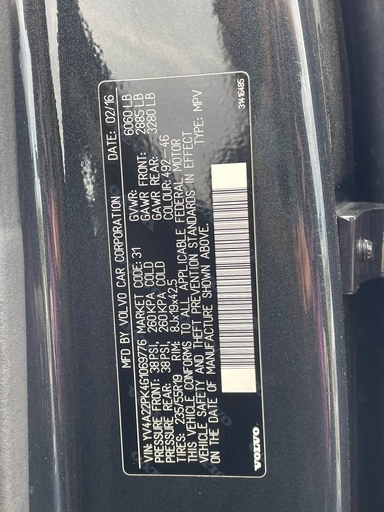 MFD BY VOLVO CAR CORPORATION DATE: 02/16
VIN: YV4A22PK4G1069776 GVWR: 6060 LB
MARKET CODE: 31 GAWR FRONT: 2885 LB
FRONT: 38PSI, 260KPA COLD GAWR REAR: 3280 LB
PRESSURE REAR: 38PSI, 260KPA COLD COLOUR: 492-46
TIRES: 235/55R19 RIM: 8Jx19x42,5
THIS VEHICLE CONFORMS TO ALL APPLICABLE FEDERAL MOTOR
VEHICLE SAFETY AND THEFT PREVENTION STANDARDS IN EFFECT
ON THE DATE OF MANUFACTURE SHOWN ABOVE. TYPE: MPV
VOLVO 31416485